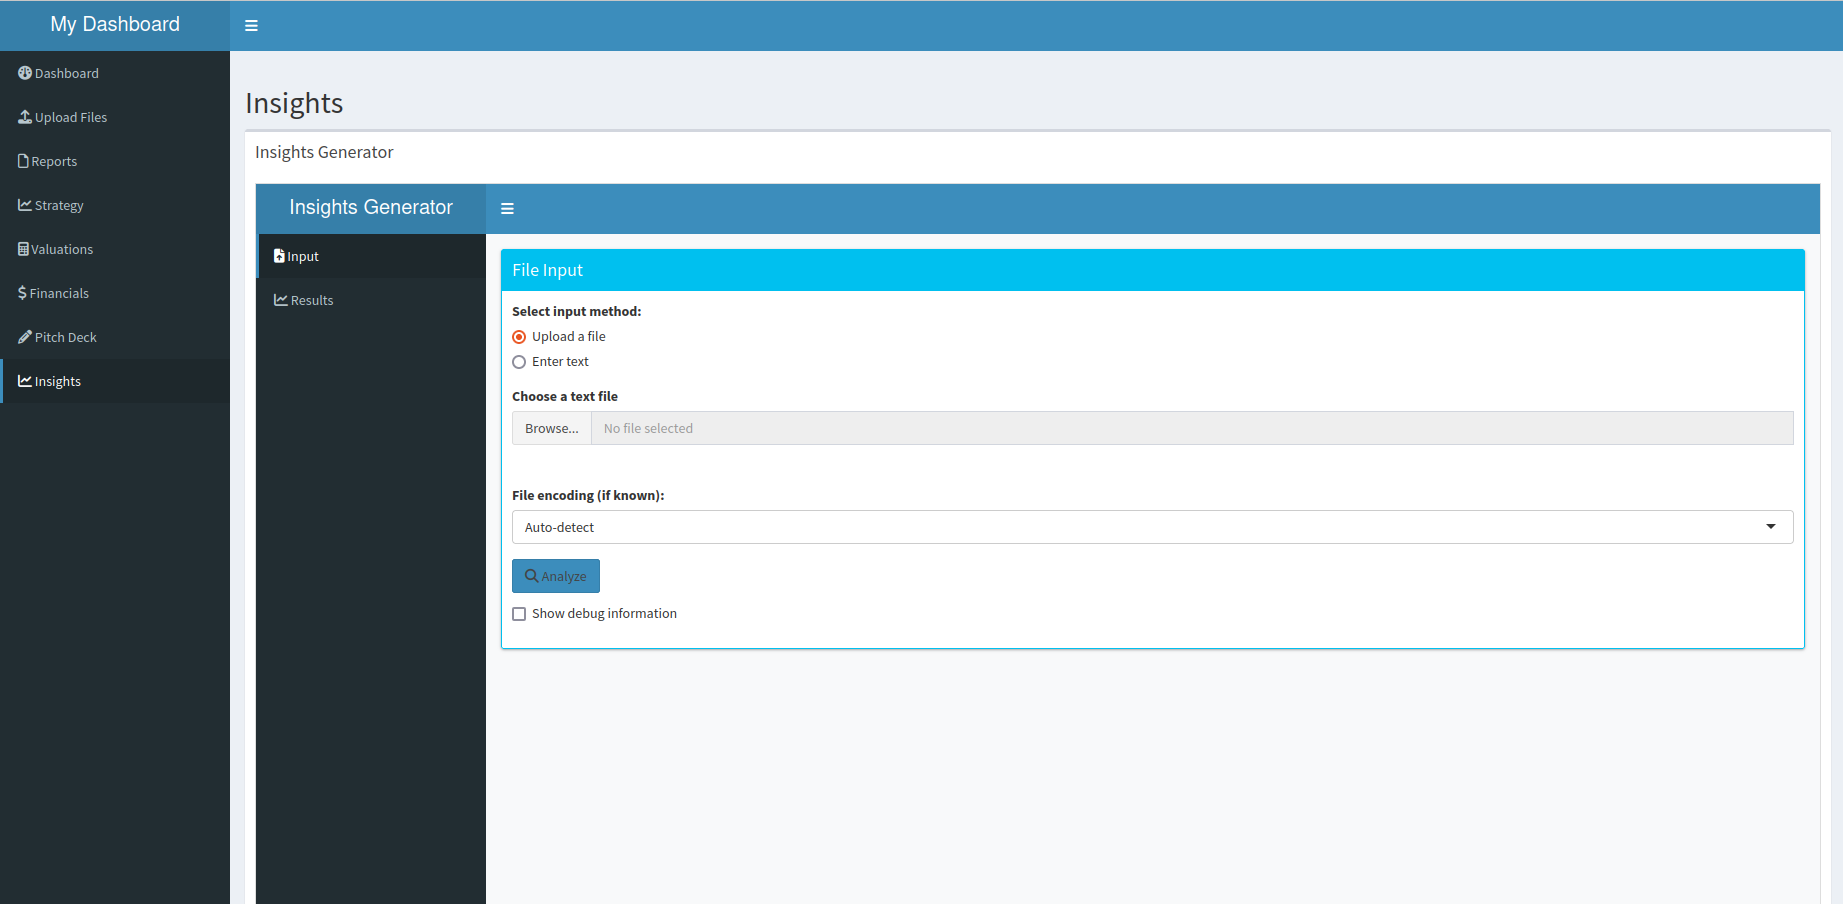 My Dashboard
Dashboard
Upload Files
Reports
Strategy
Valuations
Financials
Pitch Deck
Insights
Insights
Insights Generator
Insights Generator
Input
Results
File Input
Select input method:
Upload a file
Enter text
Choose a text file
Browse... No file selected
File encoding (if known):
Auto-detect
Analyze
Show debug information